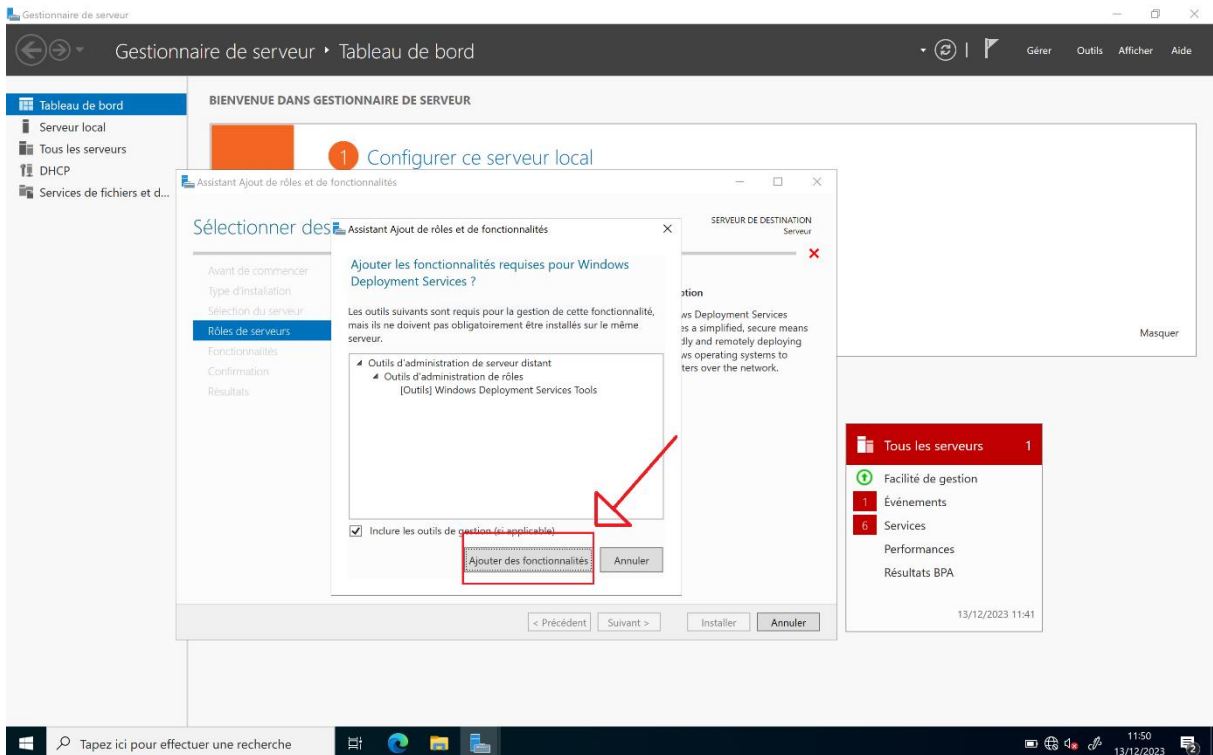 Gestionnaire de serveur
Gestionnaire de serveur ‣ Tableau de bord
Gérer Outils Afficher Aide
Tableau de bord
Serveur local
Tous les serveurs
DHCP
Services de fichiers et d...
BIENVENUE DANS GESTIONNAIRE DE SERVEUR
1 Configurer ce serveur local
Masquer
Assistant Ajout de rôles et de fonctionnalités
Sélectionner des
SERVEUR DE DESTINATION
Serveur
Avant de commencer
Type d'installation
Sélection du serveur
Rôles de serveurs
Fonctionnalités
Confirmation
Résultats
Assistant Ajout de rôles et de fonctionnalités
Ajouter les fonctionnalités requises pour Windows
Deployment Services ?
Les outils suivants sont requis pour la gestion de cette fonctionnalité,
mais ils ne doivent pas obligatoirement être installés sur le même
serveur.
Outils d'administration de serveur distant
Outils d'administration de rôles
[Outils] Windows Deployment Services Tools
Inclure les outils de gestion (si applicable)
Ajouter des fonctionnalités Annuler
ption
ws Deployment Services
es a simplified, secure means
dly and remotely deploying
ws operating systems to
ters over the network.
< Précédent Suivant > Installer Annuler
Tous les serveurs 1
Facilité de gestion
1 Événements
6 Services
Performances
Résultats BPA
13/12/2023 11:41
Tapez ici pour effectuer une recherche
11:50
13/12/2023
2